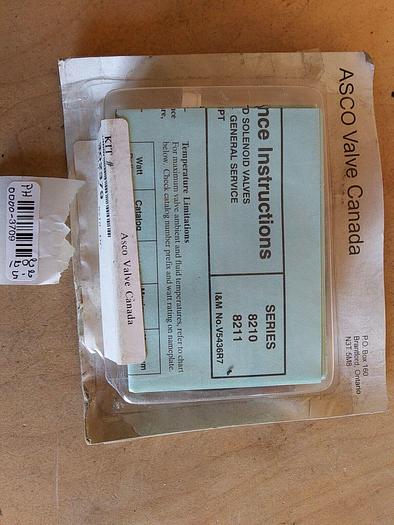 ASCO Valve Canada
P.O. Box 160
Brantford, Ontario
N3T 5M8
nce Instructions
D SOLENOID VALVES
GENERAL SERVICE
PT
SERIES
8210
8211
I&M No.V5436R7
Temperature Limitations
For maximum valve ambient and fluid temperatures, refer to chart
below. Check catalog number prefix and watt rating on nameplate.
Watt
Catalog
KIT #
Asco Valve Canada
PH
0000-3709